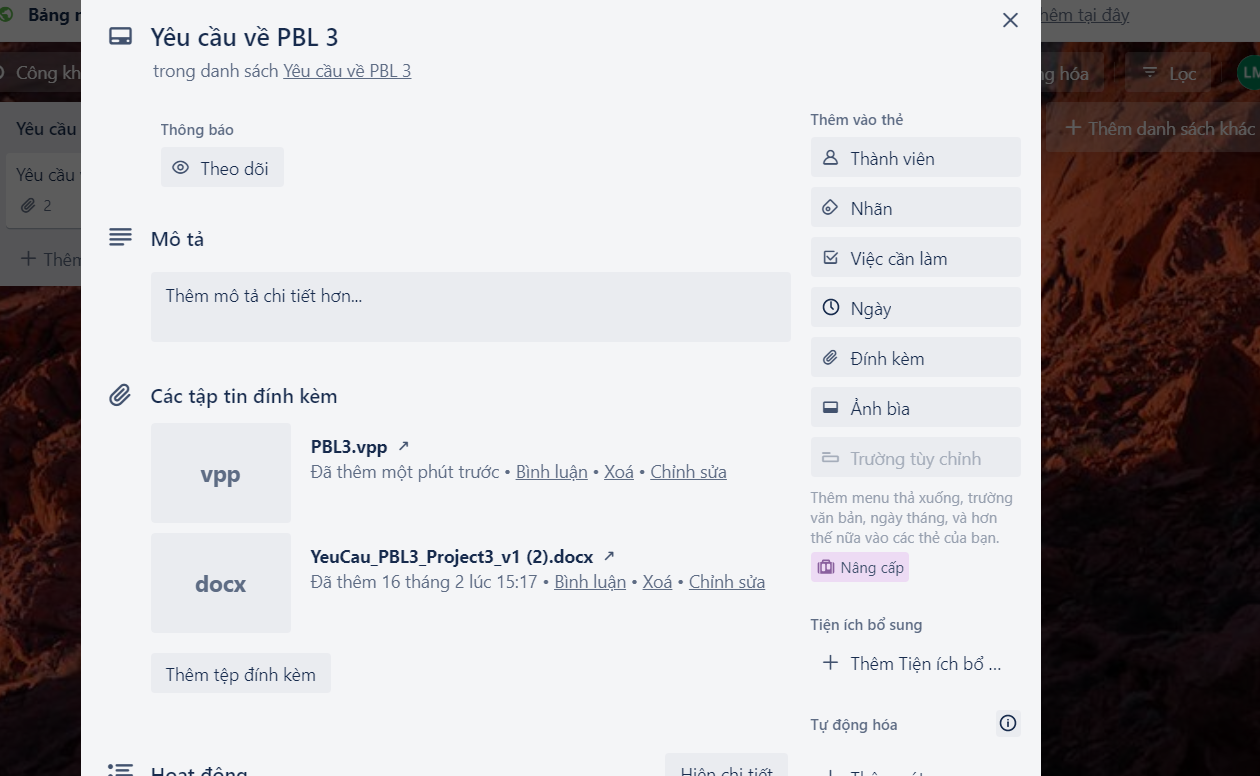 Bảng
hêm tại đây
Công kh
ng hóa
Lọc
LM
Yêu cầu
Yêu cầu
2
Thêm
Thêm danh sách khác
Yêu cầu về PBL 3
trong danh sách Yêu cầu về PBL 3
Thông báo
Theo dõi
Mô tả
Thêm mô tả chi tiết hơn...
Các tập tin đính kèm
vpp
PBL3.vpp
Đã thêm một phút trước • Bình luận • Xoá • Chỉnh sửa
docx
YeuCau_PBL3_Project3_v1 (2).docx
Đã thêm 16 tháng 2 lúc 15:17 • Bình luận • Xoá • Chỉnh sửa
Thêm tệp đính kèm
Hoạt động
Hiện chi tiết
Thêm vào thẻ
Thành viên
Nhãn
Việc cần làm
Ngày
Đính kèm
Ảnh bìa
Trường tùy chỉnh
Thêm menu thả xuống, trường
văn bản, ngày tháng, và hơn
thế nữa vào các thẻ của bạn.
Nâng cấp
Tiện ích bổ sung
Thêm Tiện ích bổ ...
Tự động hóa